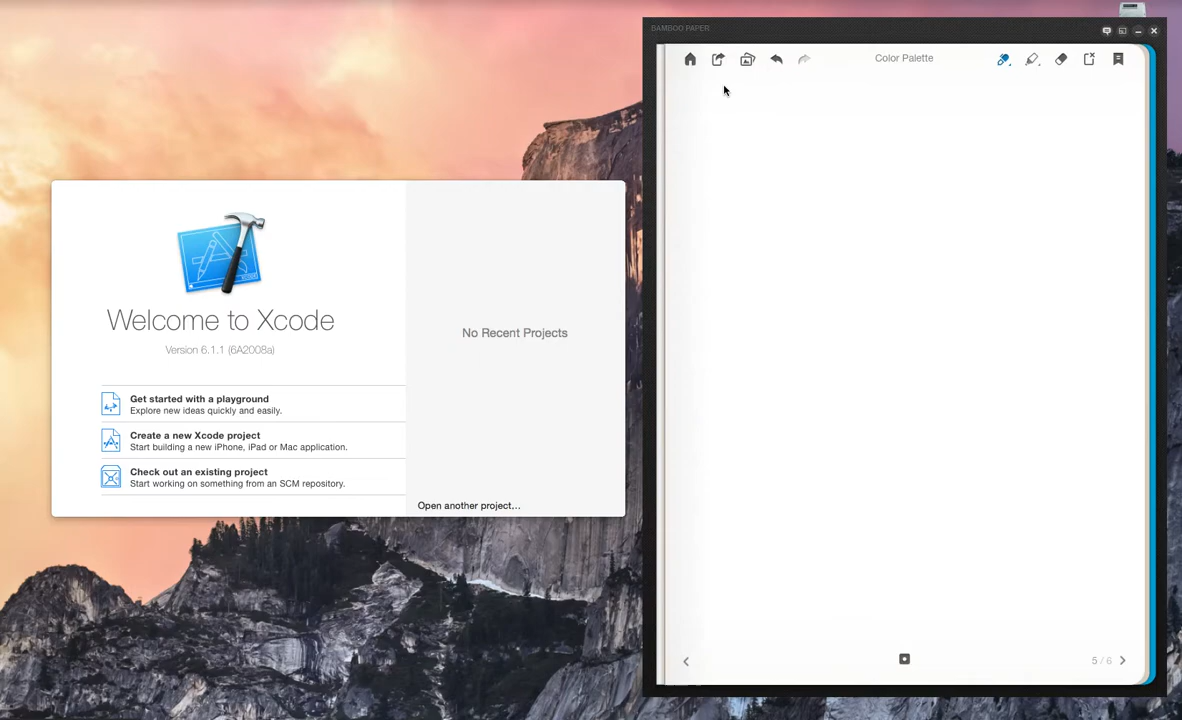 BAMBOO PAPER
Color Palette
Welcome to Xcode
Version 6.1.1 (6A2008a)
Get started with a playground
Explore new ideas quickly and easily.
Create a new Xcode project
Start building a new iPhone, iPad or Mac application.
Check out an existing project
Start working on something from an SCM repository.
No Recent Projects
Open another project...
5 / 6